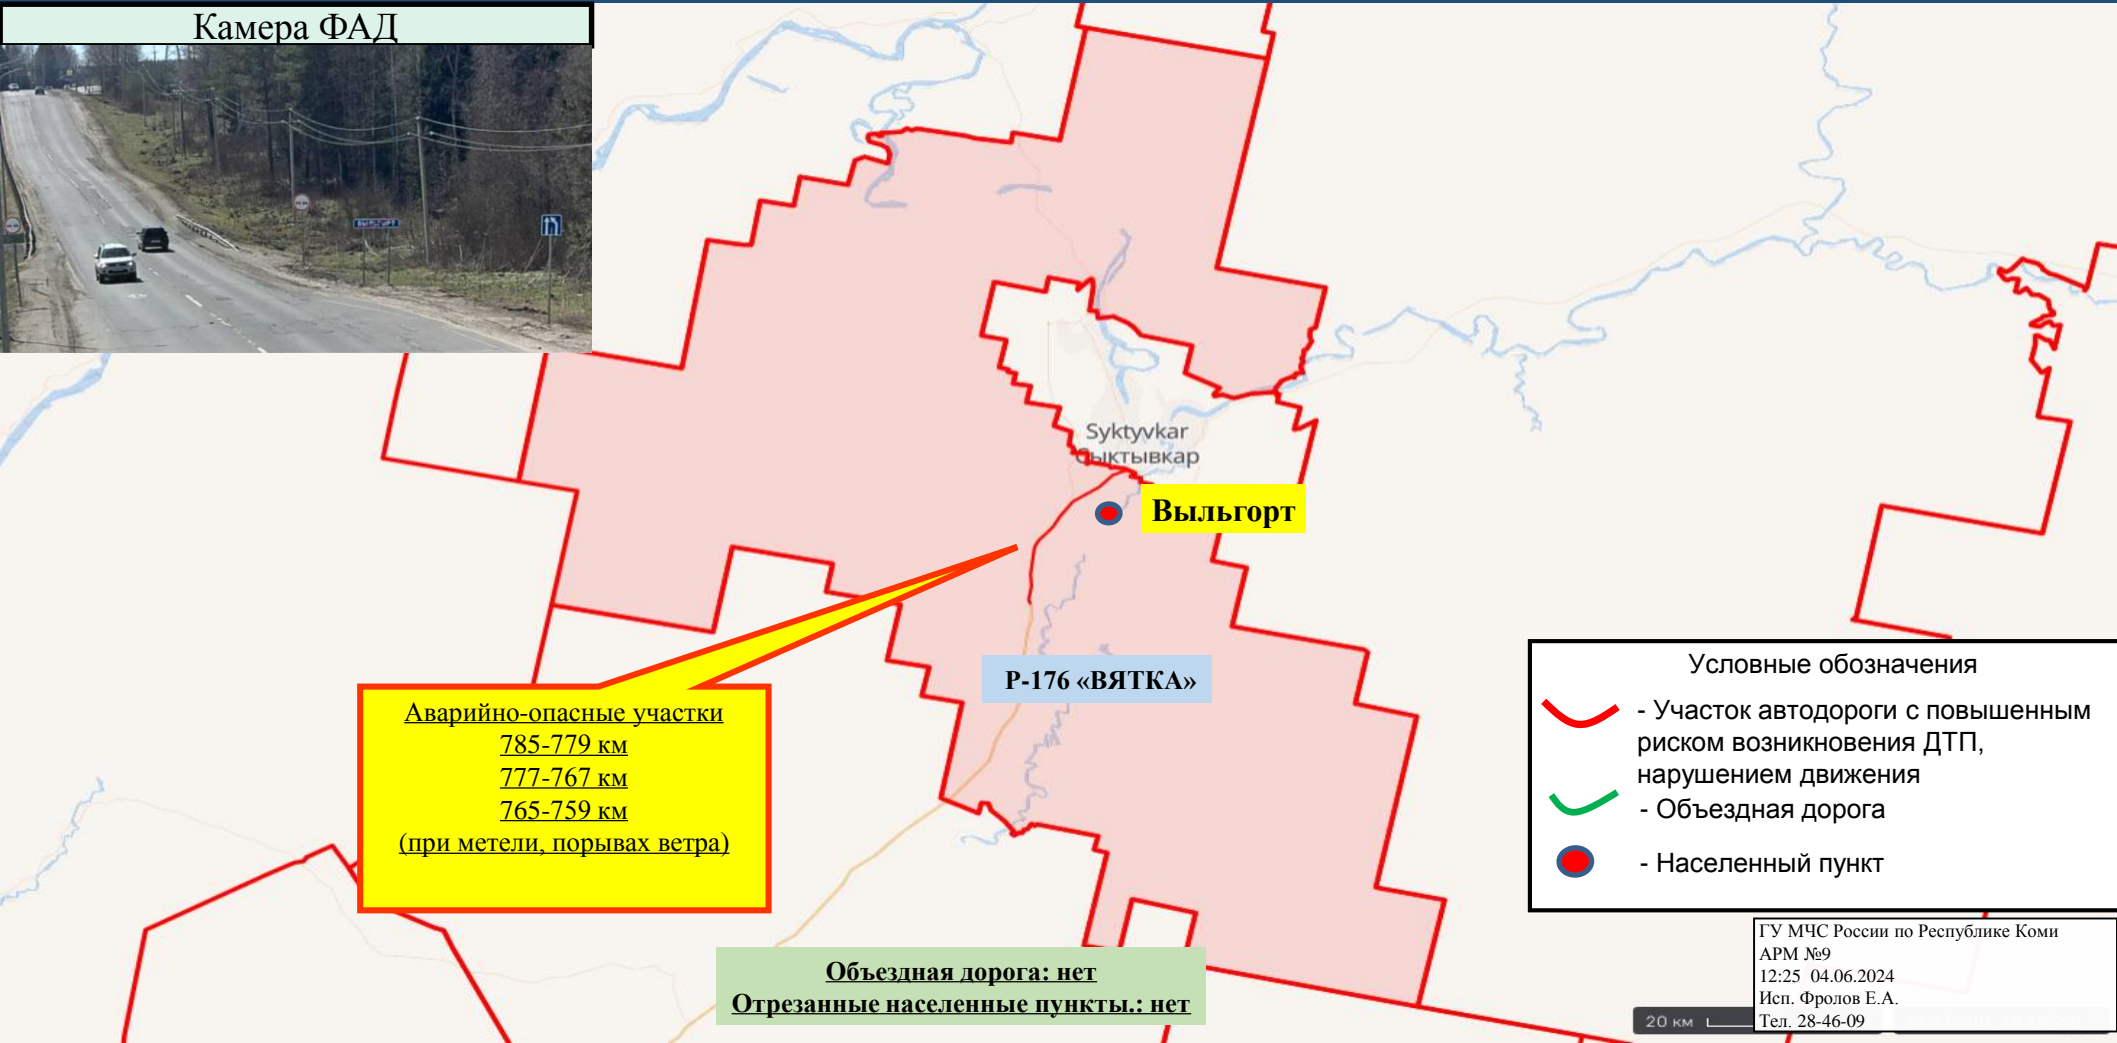 Камера ФАД
ВЫЛЬГОРТ
Syktyvkar
Сыктывкар
Выльгорт
Р-176 «ВЯТКА»
Аварийно-опасные участки
785-779 км
777-767 км
765-759 км
(при метели, порывах ветра)
Условные обозначения
- Участок автодороги с повышенным
риском возникновения ДТП,
нарушением движения
- Объездная дорога
- Населенный пункт
Объездная дорога: нет
Отрезанные населенные пункты.: нет
ГУ МЧС России по Республике Коми
АРМ №9
12:25 04.06.2024
Исп. Фролов Е.А.
Тел. 28-46-09
20 км